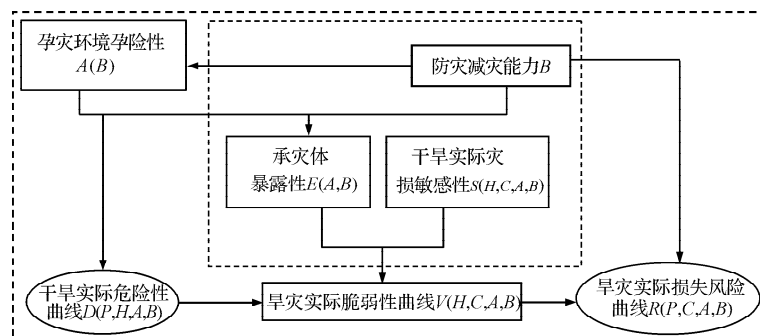 孕灾环境孕险性
A(B)
防灾减灾能力B
承灾体
暴露性E(A,B)
干旱实际灾
损敏感性S(H,C,A,B)
干旱实际危险性
曲线D(P,H,A,B)
旱灾实际脆弱性曲线V(H,C,A,B)
旱灾实际损失风险
曲线R(P,C,A,B)